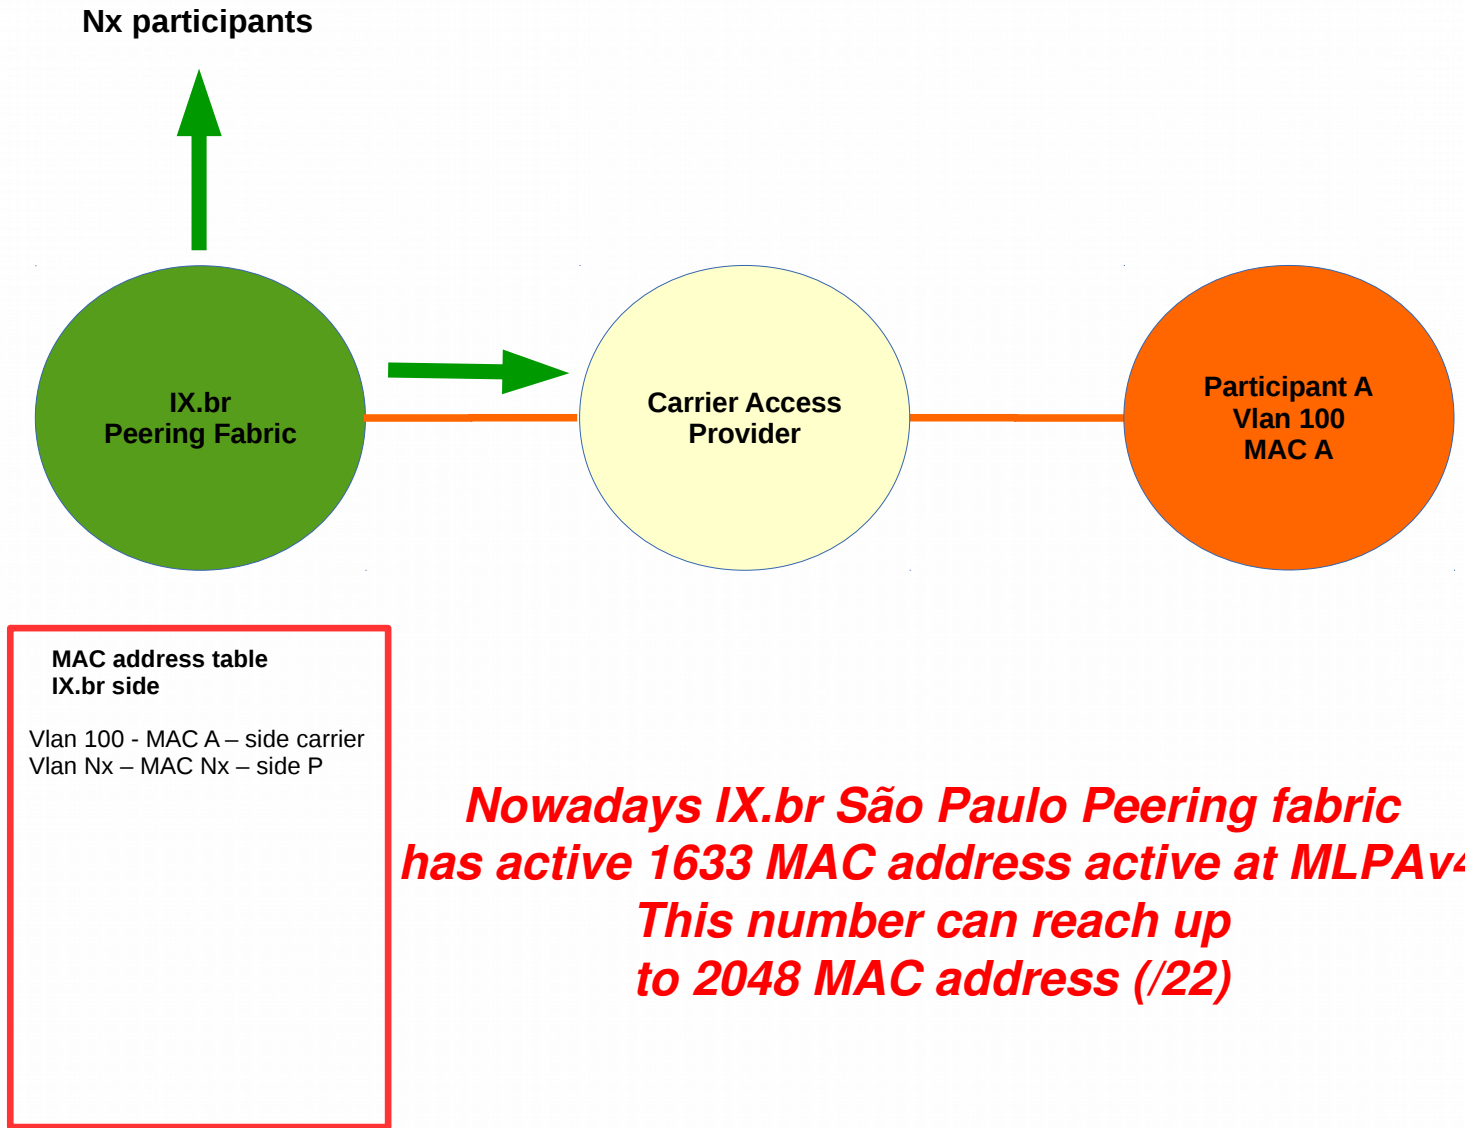 Nx participants
IX.br
Peering Fabric
Carrier Access
Provider
Participant A
Vlan 100
MAC A
MAC address table
IX.br side
Vlan 100 - MAC A – side carrier
Vlan Nx – MAC Nx – side P
Nowadays IX.br São Paulo Peering fabric
has active 1633 MAC address active at MLPAv4
This number can reach up
to 2048 MAC address (/22)